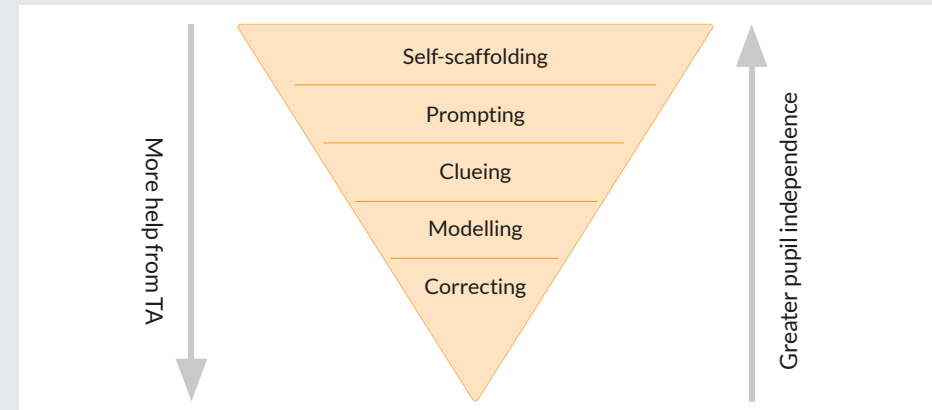 Self-scaffolding
Prompting
Clueing
Modelling
Correcting
More help from TA
Greater pupil independence